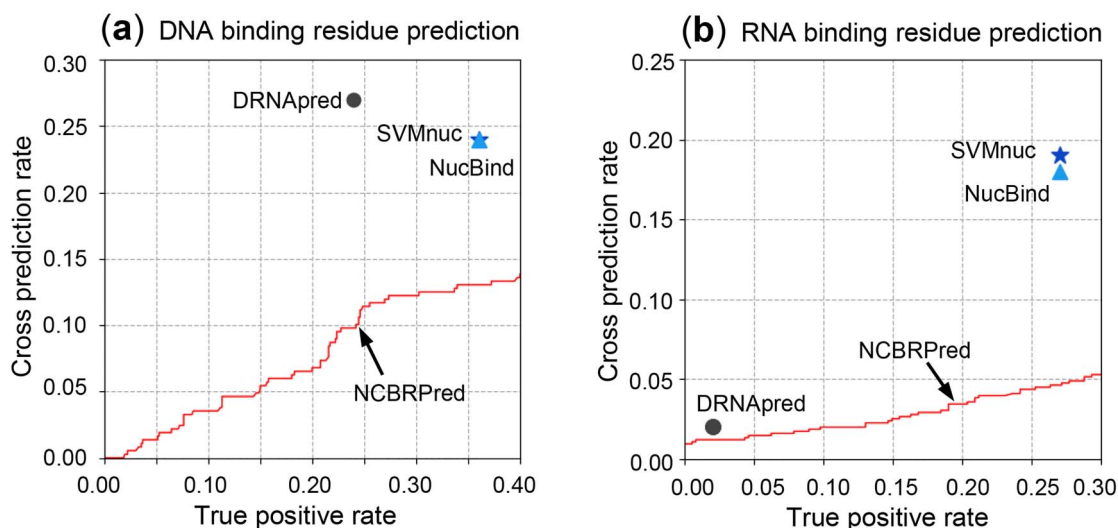 (a) DNA binding residue prediction
0.30
0.25
0.20
0.15
0.10
0.05
0.00
Cross prediction rate
DRNApred
SVMnuc
NucBind
NCBRPred
0.00 0.10 0.20 0.30 0.40
True positive rate
(b) RNA binding residue prediction
0.25
0.20
0.15
0.10
0.05
0.00
Cross prediction rate
SVMnuc
NucBind
NCBRPred
DRNApred
0.00 0.05 0.10 0.15 0.20 0.25 0.30
True positive rate